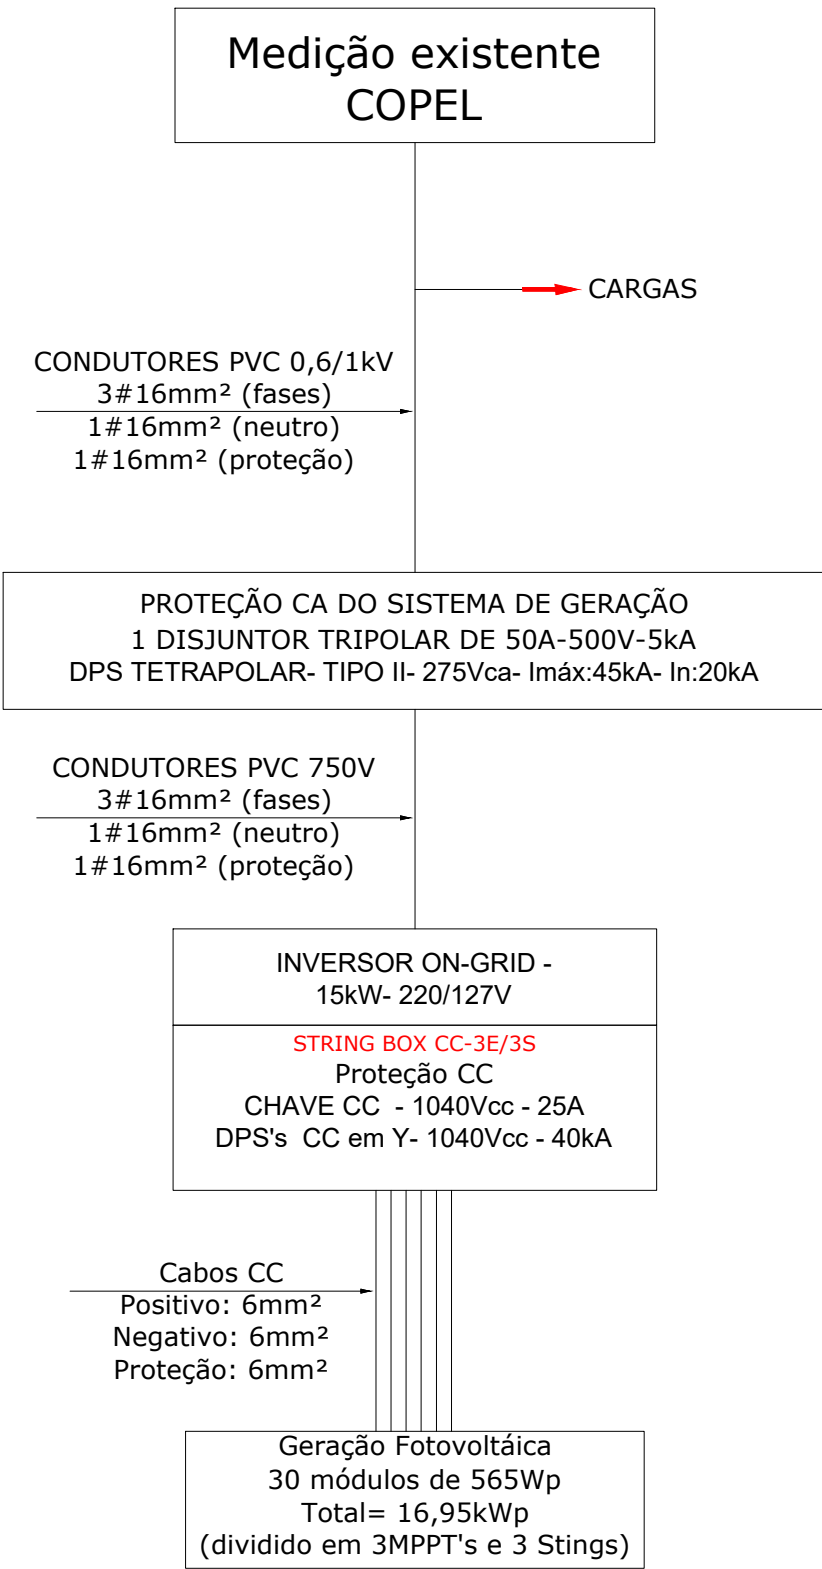 Medição existente
COPEL
CARGAS
CONDUTORES PVC 0,6/1kV
3#16mm² (fases)
1#16mm² (neutro)
1#16mm² (proteção)
PROTEÇÃO CA DO SISTEMA DE GERAÇÃO
1 DISJUNTOR TRIPOLAR DE 50A-500V-5kA
DPS TETRAPOLAR- TIPO II- 275Vca- Imáx:45kA- In:20kA
CONDUTORES PVC 750V
3#16mm² (fases)
1#16mm² (neutro)
1#16mm² (proteção)
INVERSOR ON-GRID -
15kW- 220/127V
STRING BOX CC-3E/3S
Proteção CC
CHAVE CC - 1040Vcc - 25A
DPS's CC em Y- 1040Vcc - 40kA
Cabos CC
Positivo: 6mm²
Negativo: 6mm²
Proteção: 6mm²
Geração Fotovoltáica
30 módulos de 565Wp
Total= 16,95kWp
(dividido em 3MPPT's e 3 Stings)